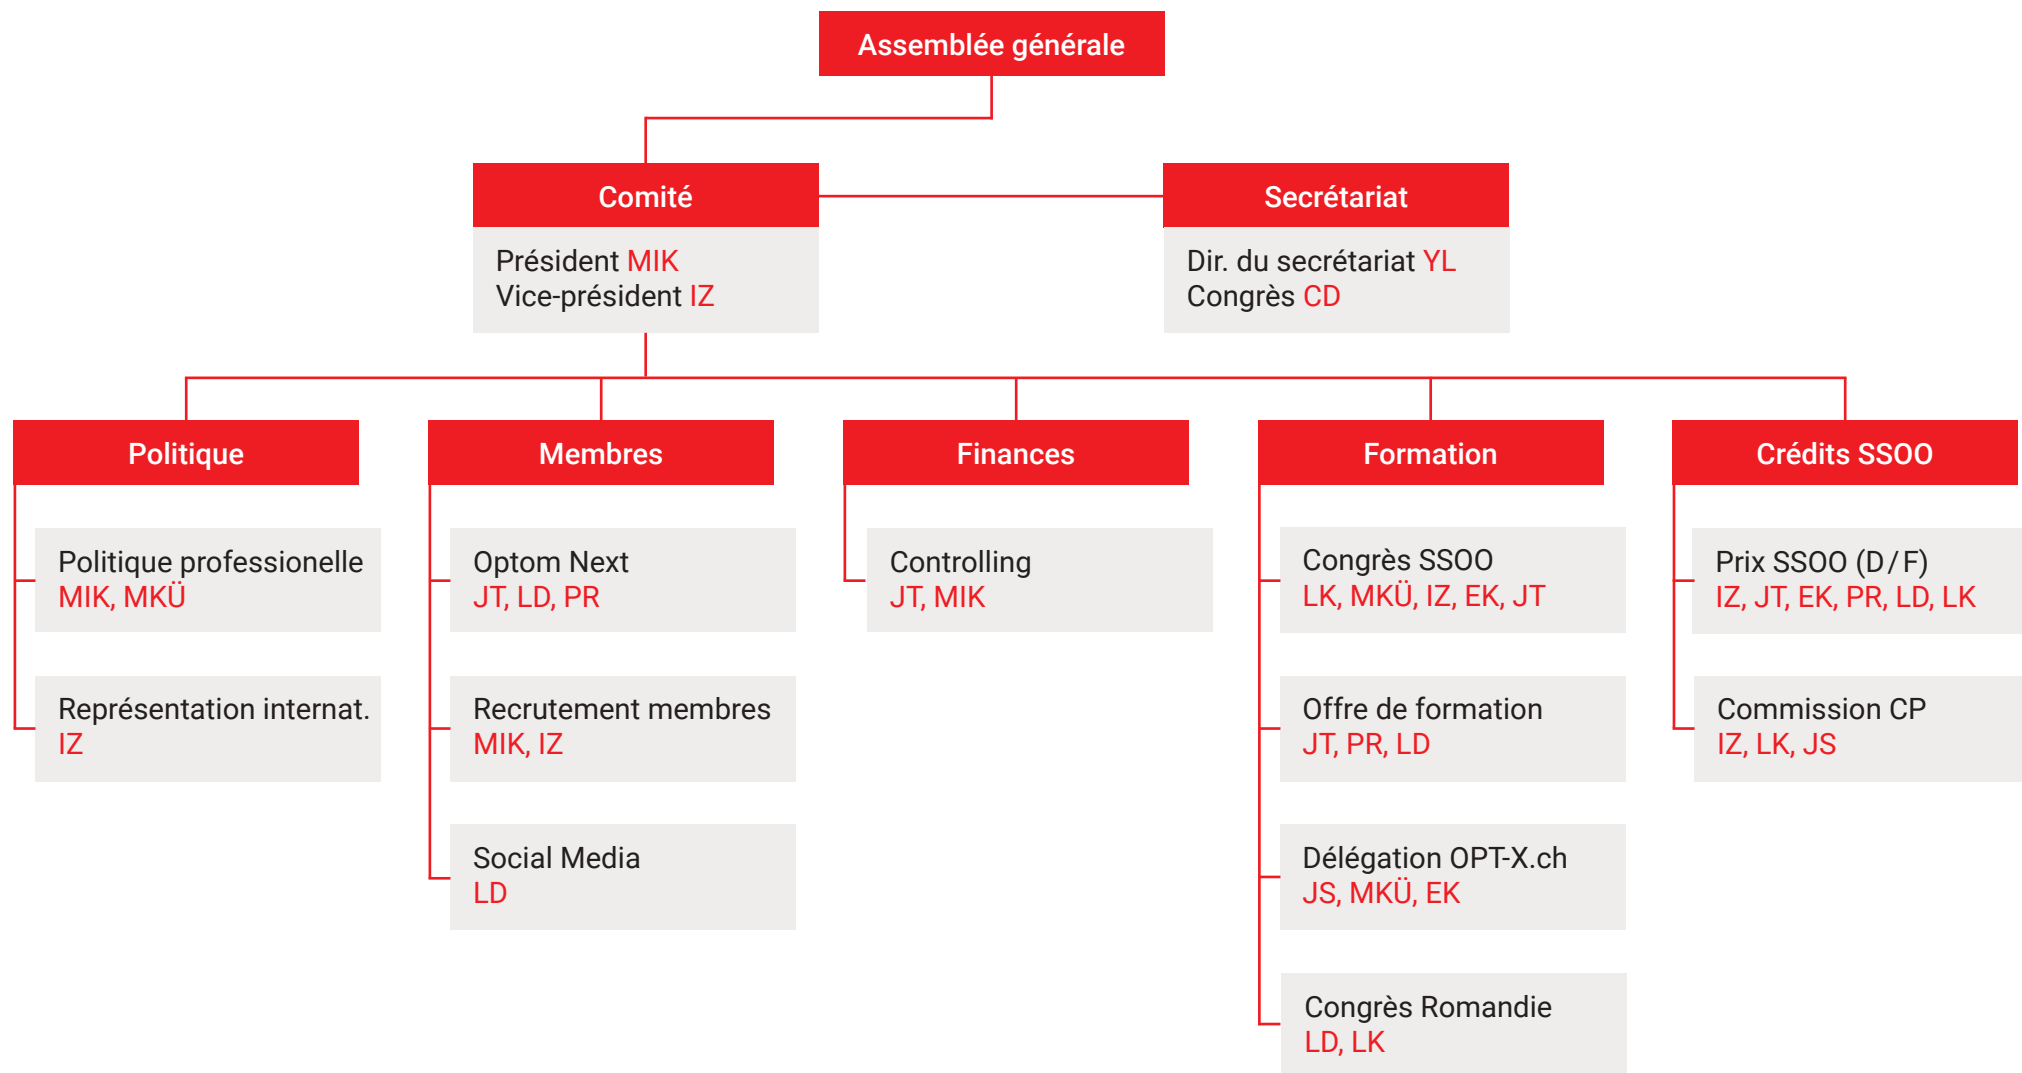 Assemblée générale
Comité
Président MIK
Vice-président IZ
Secrétariat
Dir. du secrétariat YL
Congrès CD
Politique
Politique professionelle
MIK, MKÜ
Représentation internat.
IZ
Membres
Optom Next
JT, LD, PR
Recrutement membres
MIK, IZ
Social Media
LD
Finances
Controlling
JT, MIK
Formation
Congrès SSOO
LK, MKÜ, IZ, EK, JT
Offre de formation
JT, PR, LD
Délégation OPT-X.ch
JS, MKÜ, EK
Congrès Romandie
LD, LK
Crédits SSOO
Prix SSOO (D / F)
IZ, JT, EK, PR, LD, LK
Commission CP
IZ, LK, JS